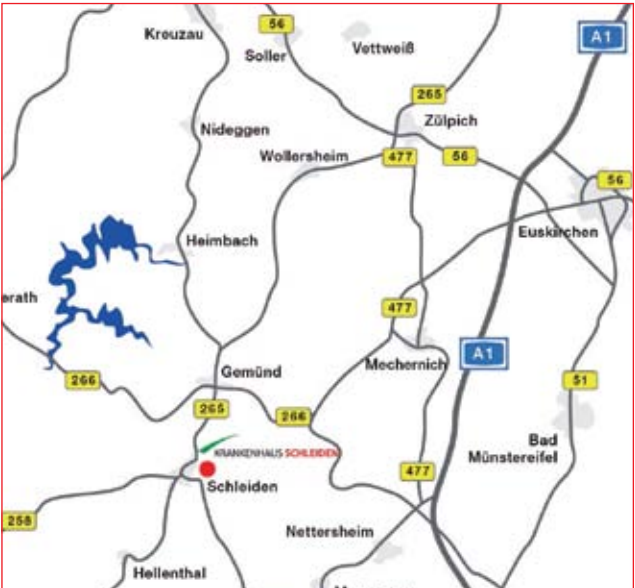 Kreuzau
56
Soller
Vettweiß
A1
265
Zülpich
Nideggen
Wollersheim
477
56
56
Euskirchen
Heimbach
erath
477
Mechernich
A1
Gemünd
266
265
266
51
KRANKENHAUS SCHLEIDEN
Bad
Münstereifel
Schleiden
477
258
Nettersheim
Hellenthal